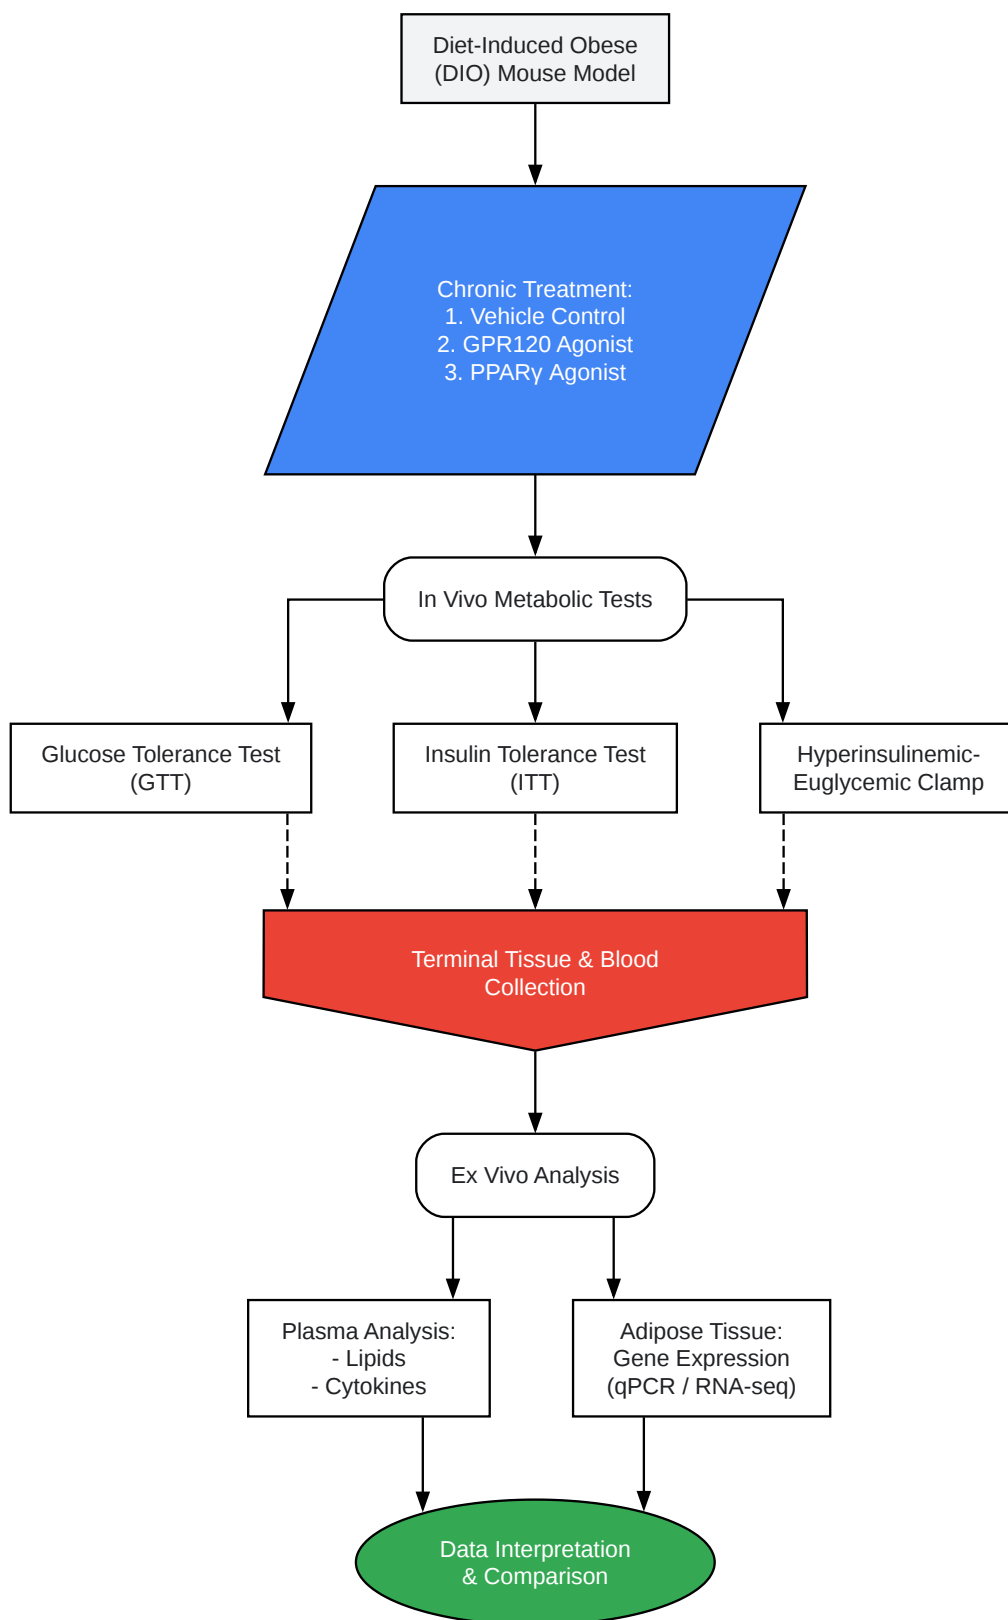 Diet-Induced Obese
(DIO) Mouse Model
Chronic Treatment:
1. Vehicle Control
2. GPR120 Agonist
3. PPARγ Agonist
In Vivo Metabolic Tests
Glucose Tolerance Test
(GTT)
Insulin Tolerance Test
(ITT)
Hyperinsulinemic-
Euglycemic Clamp
Terminal Tissue & Blood
Collection
Ex Vivo Analysis
Plasma Analysis:
- Lipids
- Cytokines
Adipose Tissue:
Gene Expression
(qPCR / RNA-seq)
Data Interpretation
& Comparison